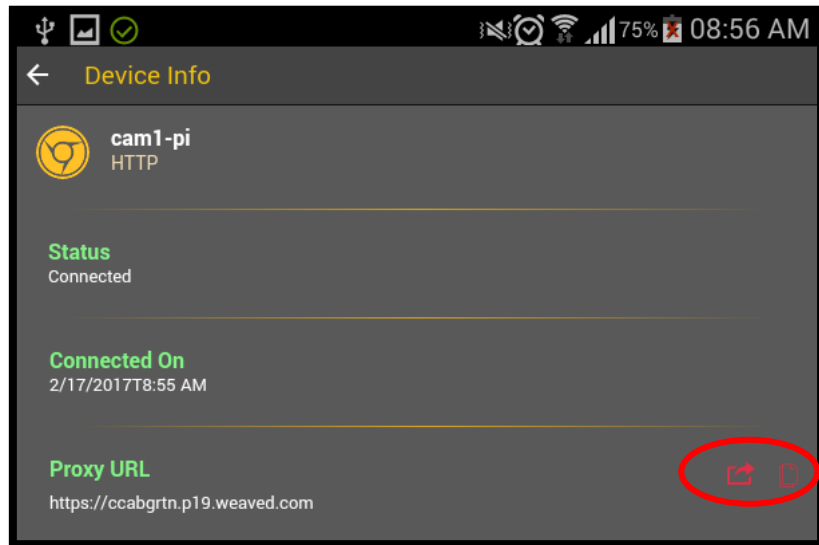 75% 08:56 AM
Device Info
cam1-pi
HTTP
Status
Connected
Connected On
2/17/2017T8:55 AM
Proxy URL
https://ccabgrtn.p19.weaved.com